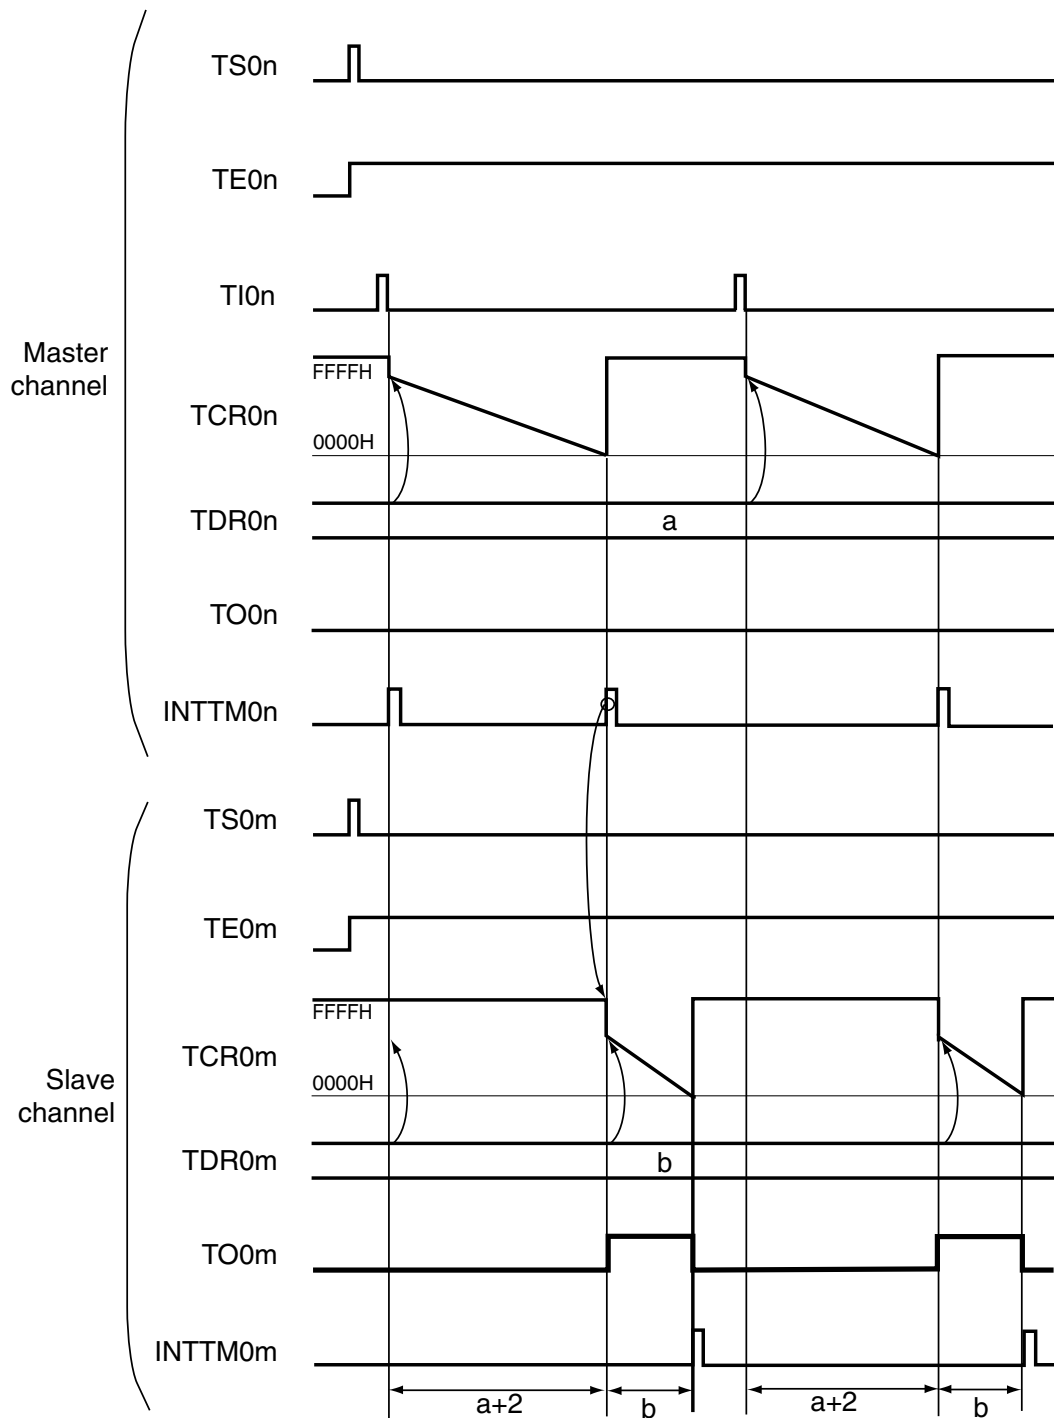 TS0n
TE0n
TI0n
Master
channel
FFFFH
TCR0n
0000H
TDR0n
a
TO0n
INTTM0n
TS0m
TE0m
FFFFH
TCR0m
0000H
Slave
channel
TDR0m
b
TO0m
INTTM0m
a+2 b a+2 b